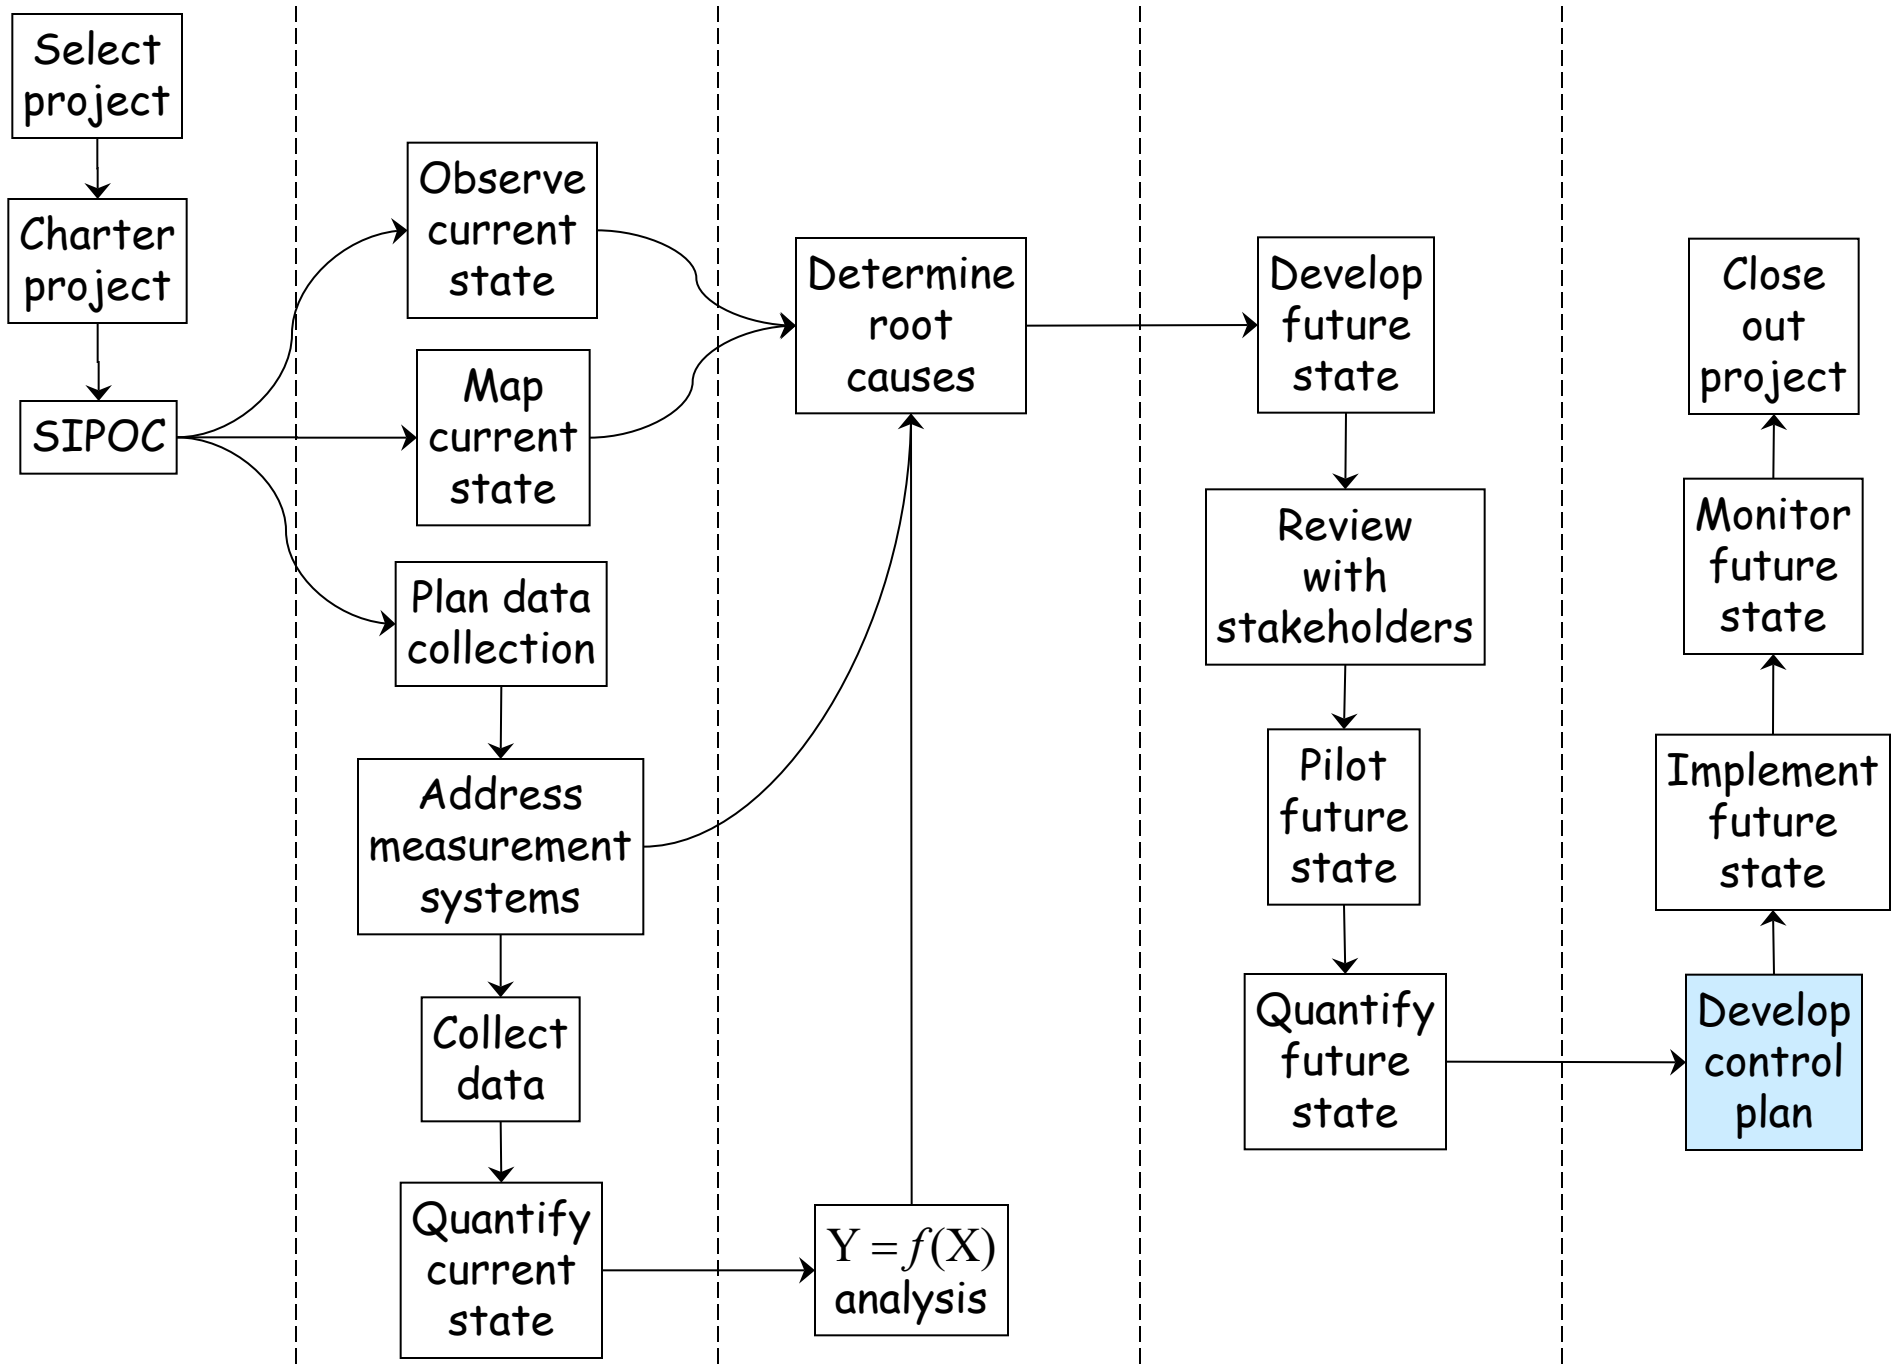 Select
project
Charter
project
SIPOC
Observe
current
state
Map
current
state
Plan data
collection
Address
measurement
systems
Collect
data
Quantify
current
state
Determine
root
causes
Y = f(X)
analysis
Develop
future
state
Review
with
stakeholders
Pilot
future
state
Quantify
future
state
Close
out
project
Monitor
future
state
Implement
future
state
Develop
control
plan